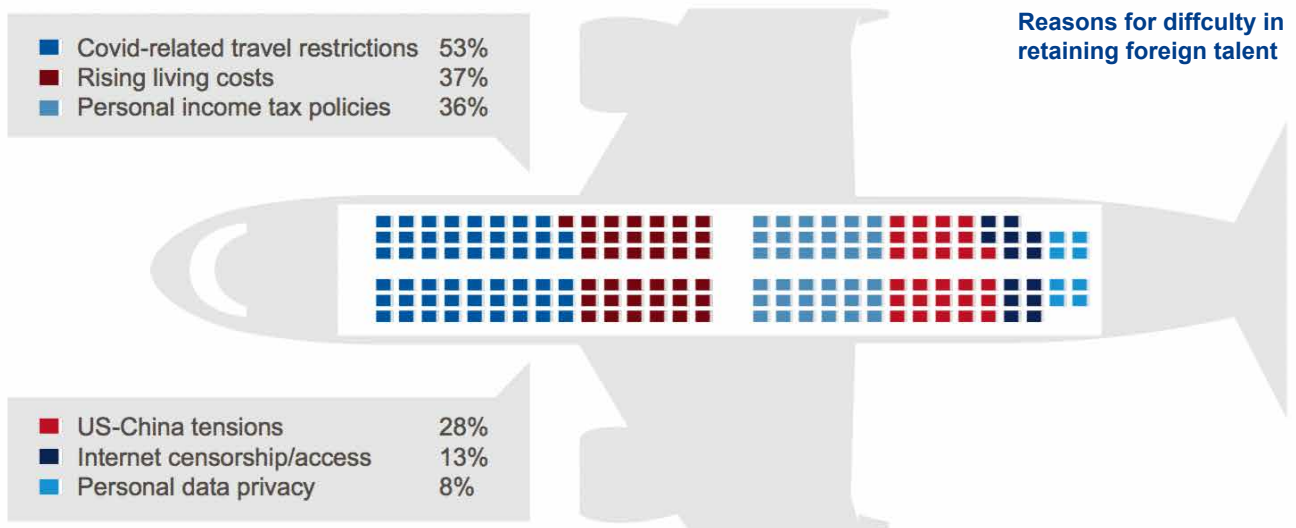 Reasons for diffculty in
retaining foreign talent
Covid-related travel restrictions 53%
Rising living costs 37%
Personal income tax policies 36%
US-China tensions 28%
Internet censorship/access 13%
Personal data privacy 8%